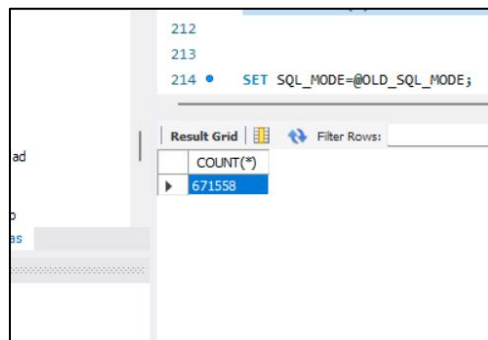 212
213
214 SET SQL_MODE=@OLD_SQL_MODE;
Result Grid Filter Rows:
ad
COUNT(*)
671558
as